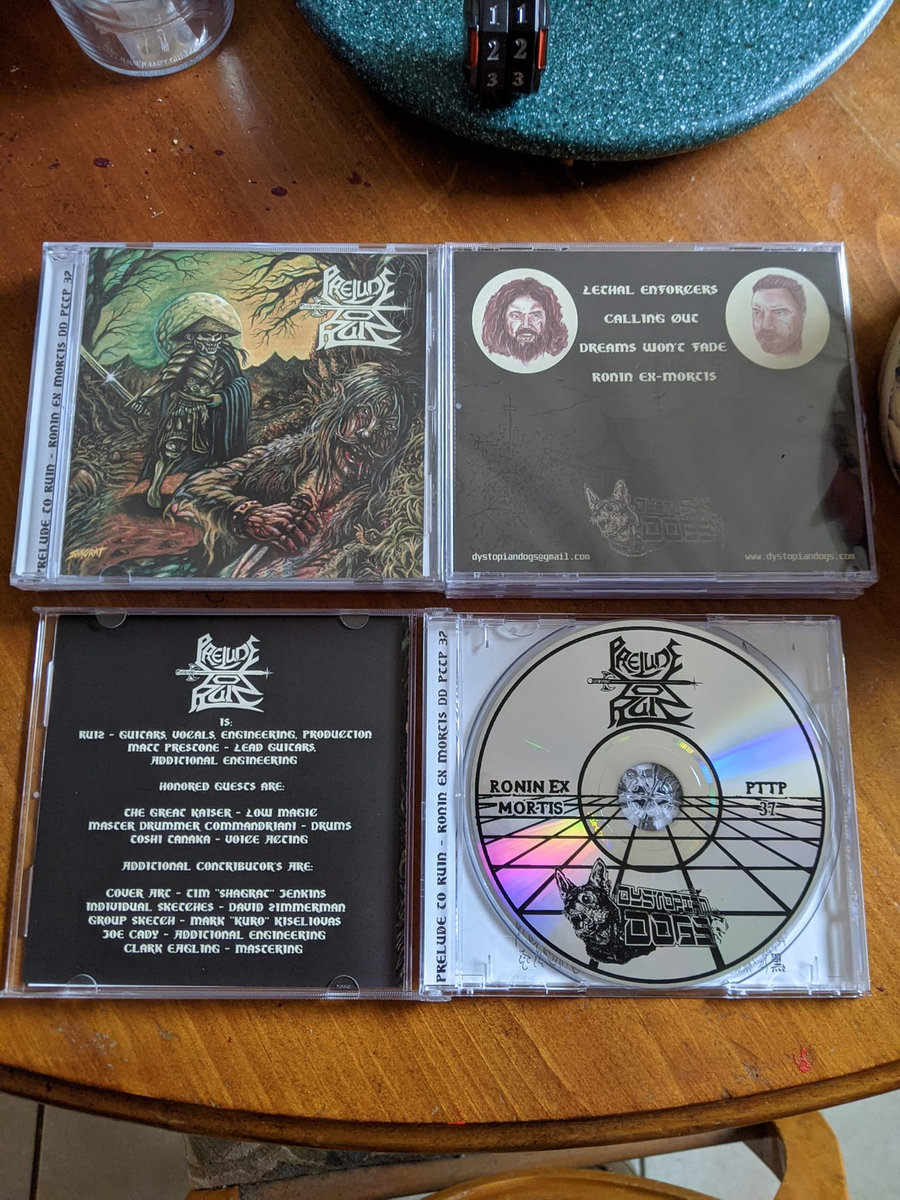 1 1
2 2
3 3
PRELUDE TO RUIN - RONIN EX MORTIS DD PTTP 37
PRELUDE
TO
RUIN
SHAGRAT
LETHAL ENFORCERS
CALLING OUT
DREAMS WON'T FADE
RONIN EX-MORTIS
DYSTOPIAN
DOGS
dystopiandogs@gmail.com
www.dystopiandogs.com
PRELUDE
TO
RUIN
IS:
RUIZ - GUITARS, VOCALS, ENGINEERING, PRODUCTION
MATT PRESTONE - LEAD GUITARS,
ADDITIONAL ENGINEERING
HONORED GUESTS ARE:
THE GREAT KAISER - LOW MAGIC
MASTER DRUMMER COMMANDRIANI - DRUMS
TOSHI TANAKA - VOICE ACTING
ADDITIONAL CONTRIBUTOR'S ARE:
COVER ART - TIM "SHAGRAT" JENKINS
INDIVIDUAL SKETCHES - DAVID ZIMMERMAN
GROUP SKETCH - MARK "KURO" KISELIOVAS
JOE CADY - ADDITIONAL ENGINEERING
CLARK EAGLING - MASTERING
PRELUDE TO RUIN - RONIN EX MORTIS DD PTTP 37
PRELUDE
TO
RUIN
RONIN EX
MORTIS
PTTP
37
DYSTOPIAN
DOGS